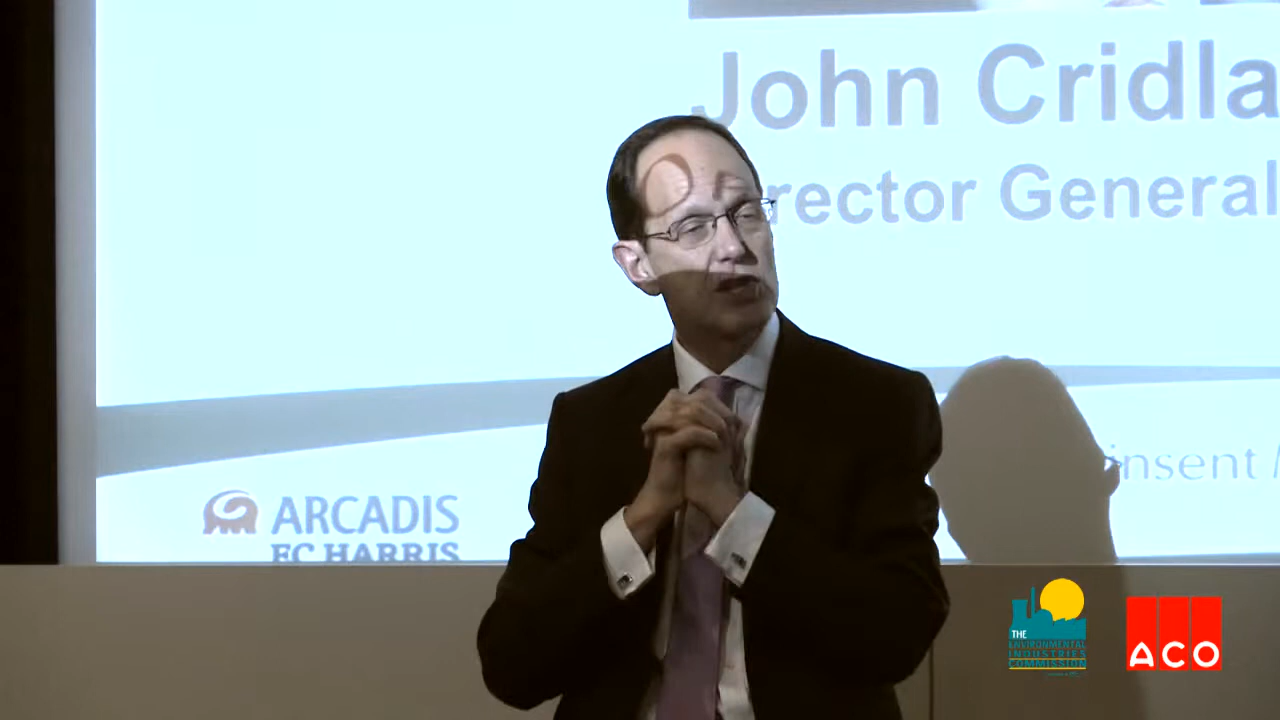 John Cridla
rector General
ARCADIS
EC HARRIS
insent M
THE
ENVIRONMENTAL
INDUSTRIES
COMMISSION
ACO